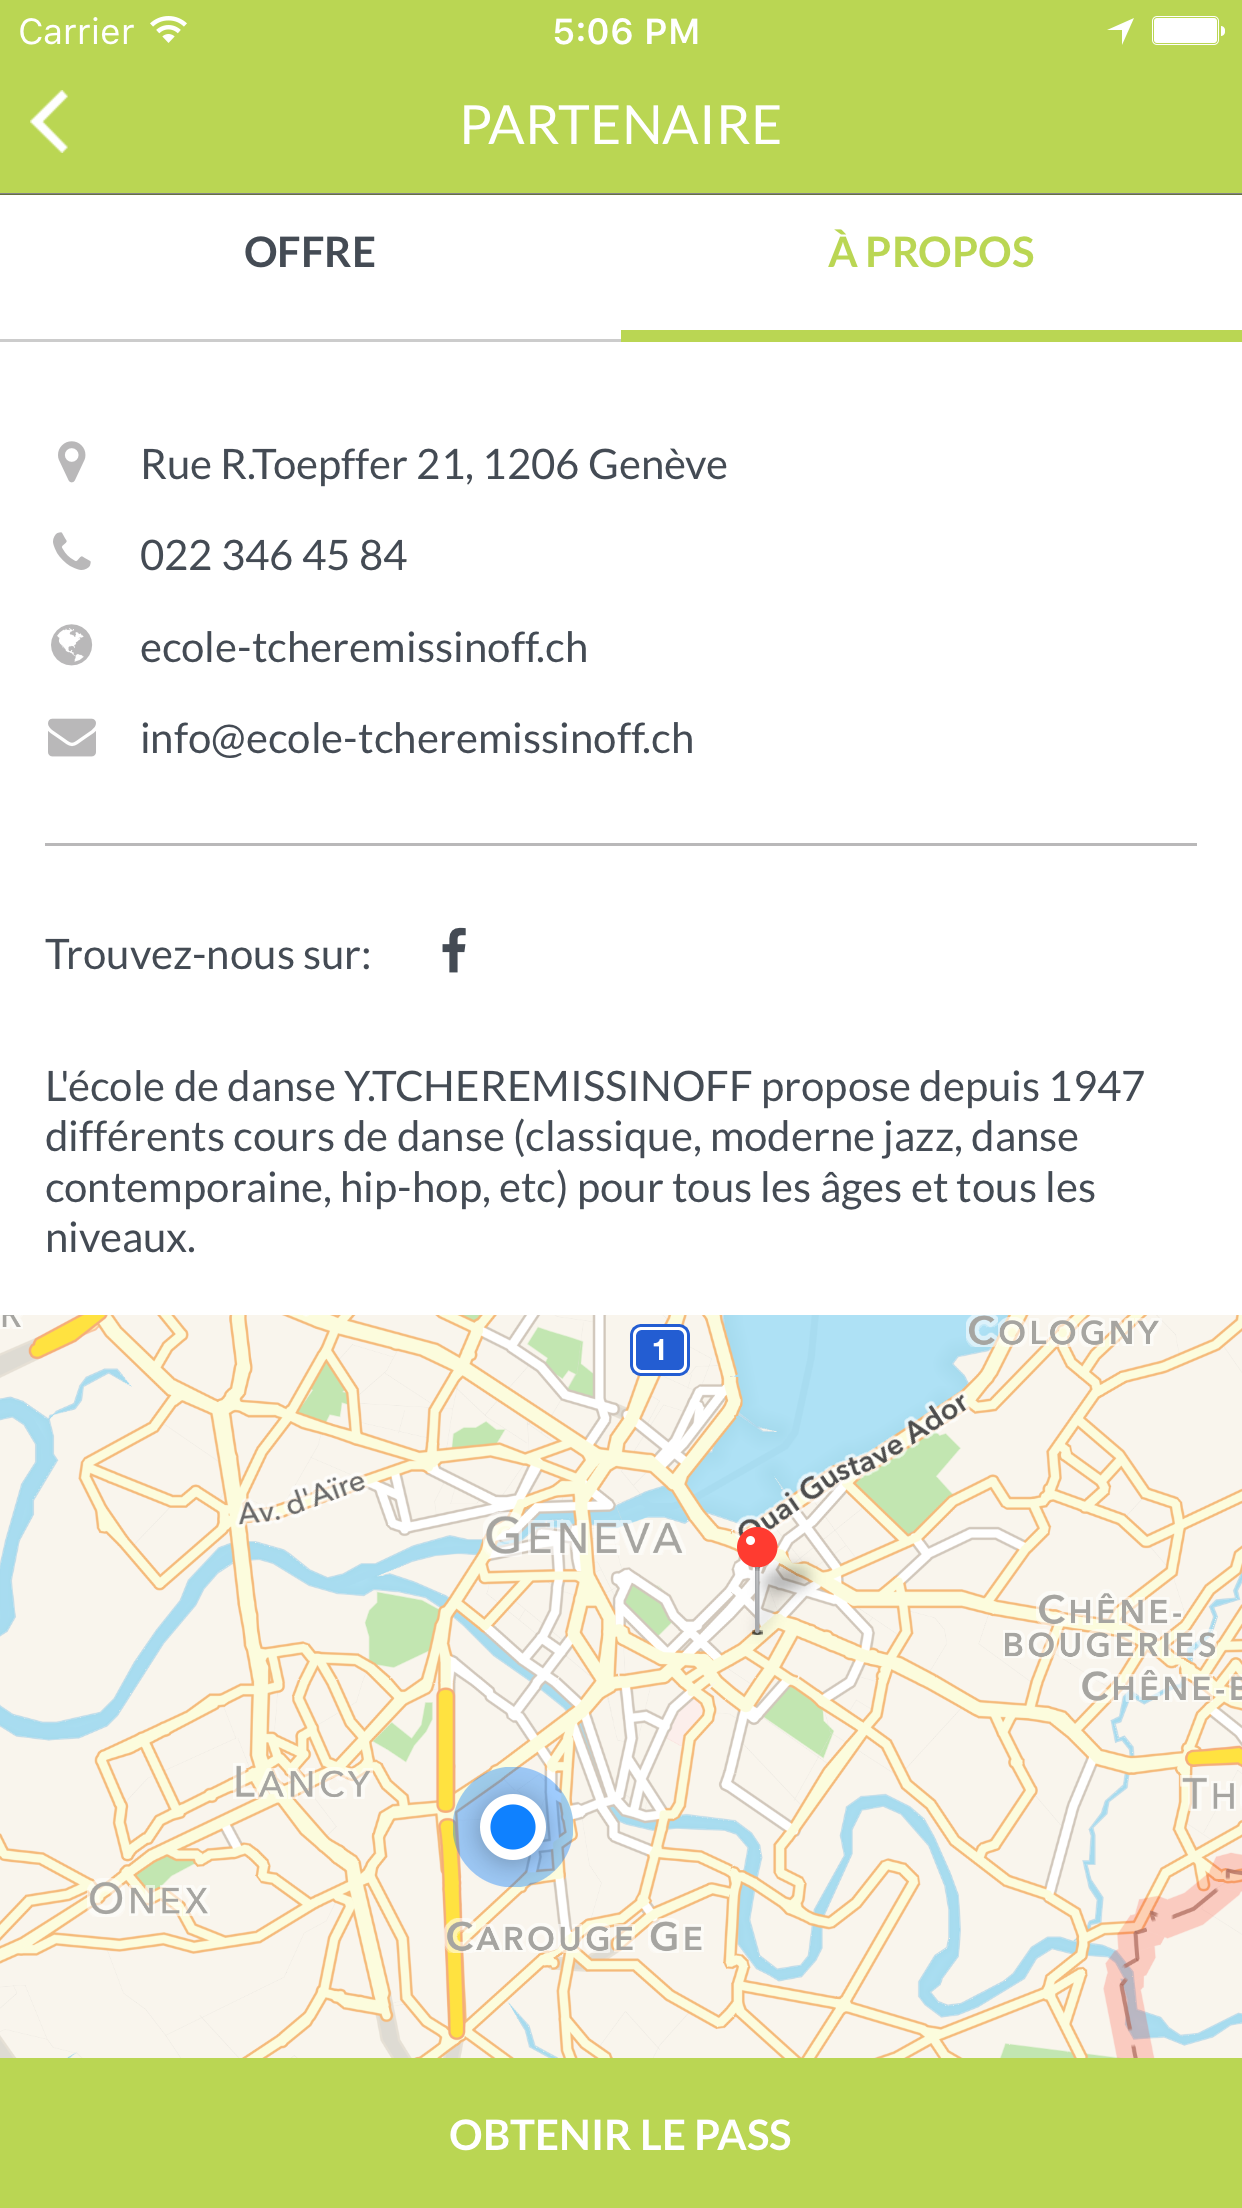 Carrier 5:06 PM
PARTENAIRE
OFFRE À PROPOS
Rue R.Toepffer 21, 1206 Genève
022 346 45 84
ecole-tcheremissinoff.ch
info@ecole-tcheremissinoff.ch
Trouvez-nous sur:
L'école de danse Y.TCHEREMISSINOFF propose depuis 1947
différents cours de danse (classique, moderne jazz, danse
contemporaine, hip-hop, etc) pour tous les âges et tous les
niveaux.
1
COLOGNY
Quai Gustave Ador
Av. d'Aïre
GENEVA
CHÊNE-
BOUGERIES
CHÊNE-B
LANCY
TH
ONEX
CAROUGE GE
OBTENIR LE PASS